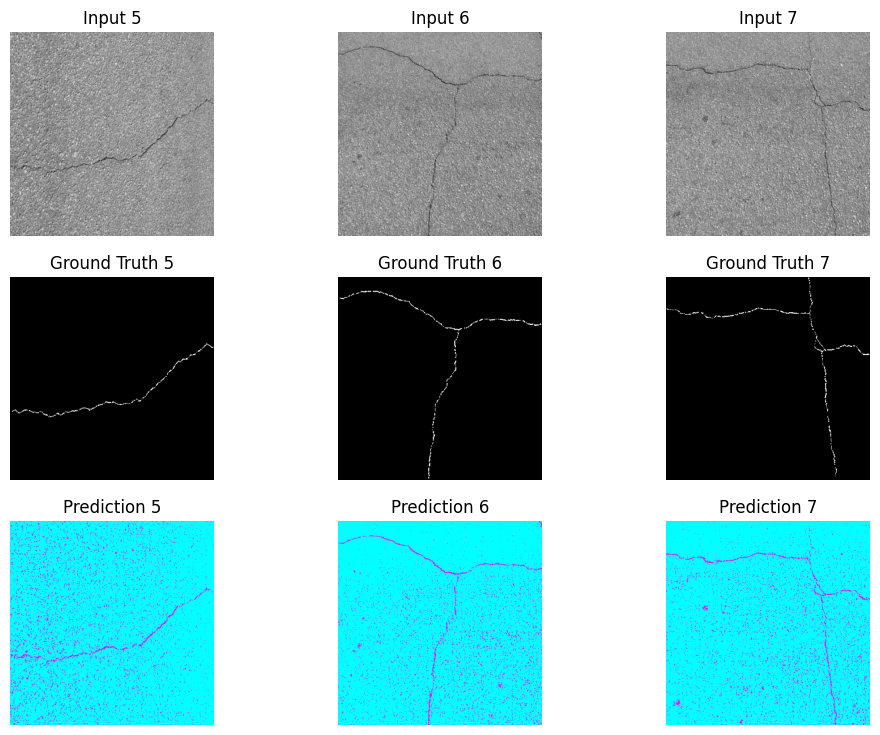 Input 5
Input 6
Input 7
Ground Truth 5
Ground Truth 6
Ground Truth 7
Prediction 5
Prediction 6
Prediction 7